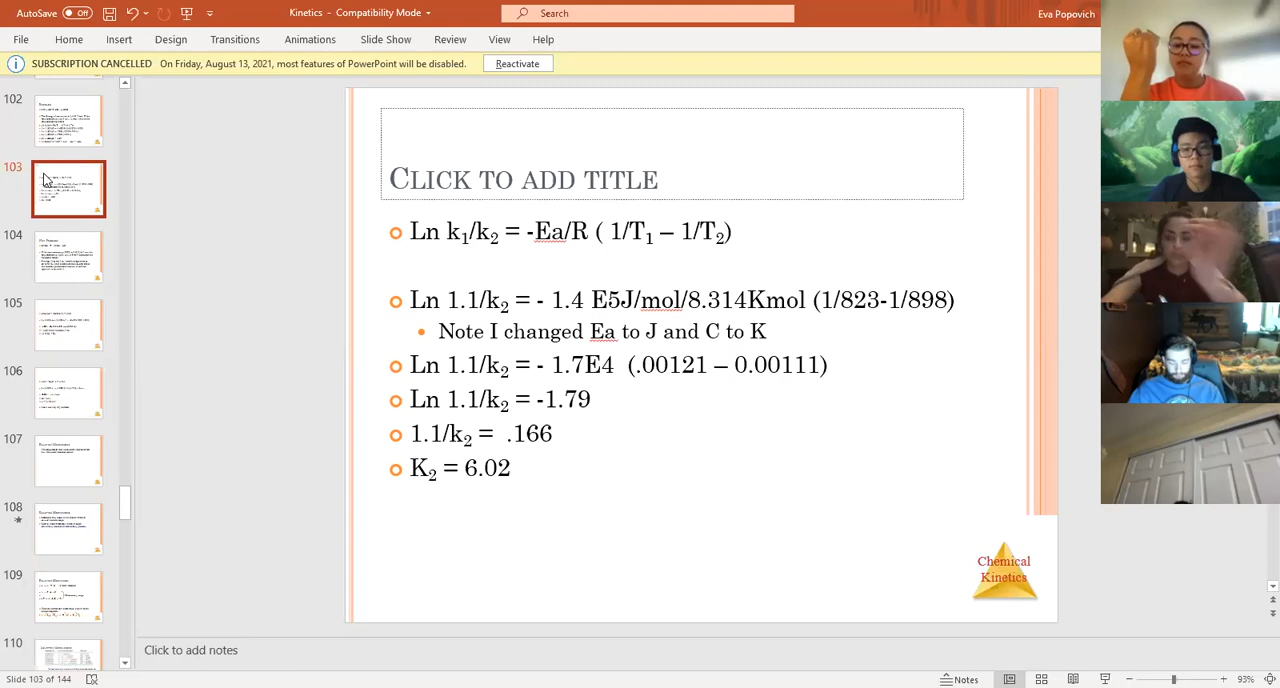 AutoSave Off Kinetics - Compatibility Mode Search Eva Popovich
File Home Insert Design Transitions Animations Slide Show Review View Help
SUBSCRIPTION CANCELLED On Friday, August 13, 2021, most features of PowerPoint will be disabled. Reactivate
102
103
104
105
106
107
108
109
110
CLICK TO ADD TITLE
Ln k₁/k₂ = -Ea/R ( 1/T₁ – 1/T₂)
Ln 1.1/k₂ = - 1.4 E5J/mol/8.314Kmol (1/823-1/898)
Note I changed Ea to J and C to K
Ln 1.1/k₂ = - 1.7E4 (.00121 – 0.00111)
Ln 1.1/k₂ = -1.79
1.1/k₂ = .166
K₂ = 6.02
Chemical
Kinetics
Click to add notes
Slide 103 of 144 Notes 93%